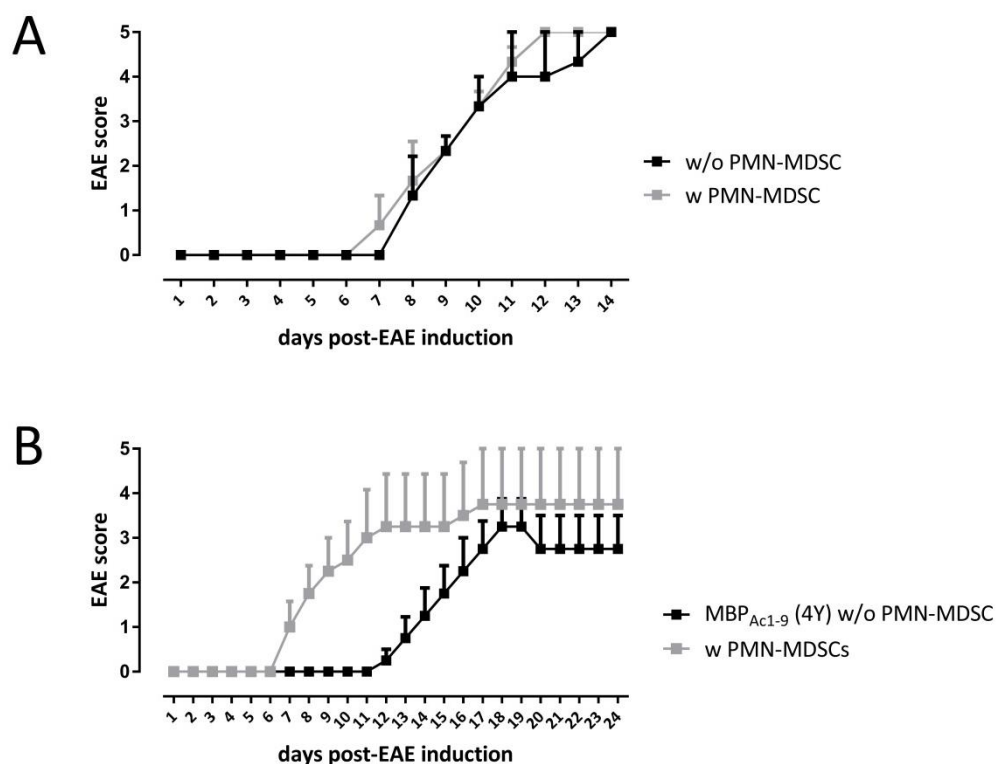 A
EAE score
5
4
3
2
1
0
1 2 3 4 5 6 7 8 9 10 11 12 13 14
days post-EAE induction
w/o PMN-MDSC
w PMN-MDSC
B
EAE score
5
4
3
2
1
0
1 2 3 4 5 6 7 8 9 10 11 12 13 14 15 16 17 18 19 20 21 22 23 24
days post-EAE induction
MBPAc1-9 (4Y) w/o PMN-MDSC
w PMN-MDSCs